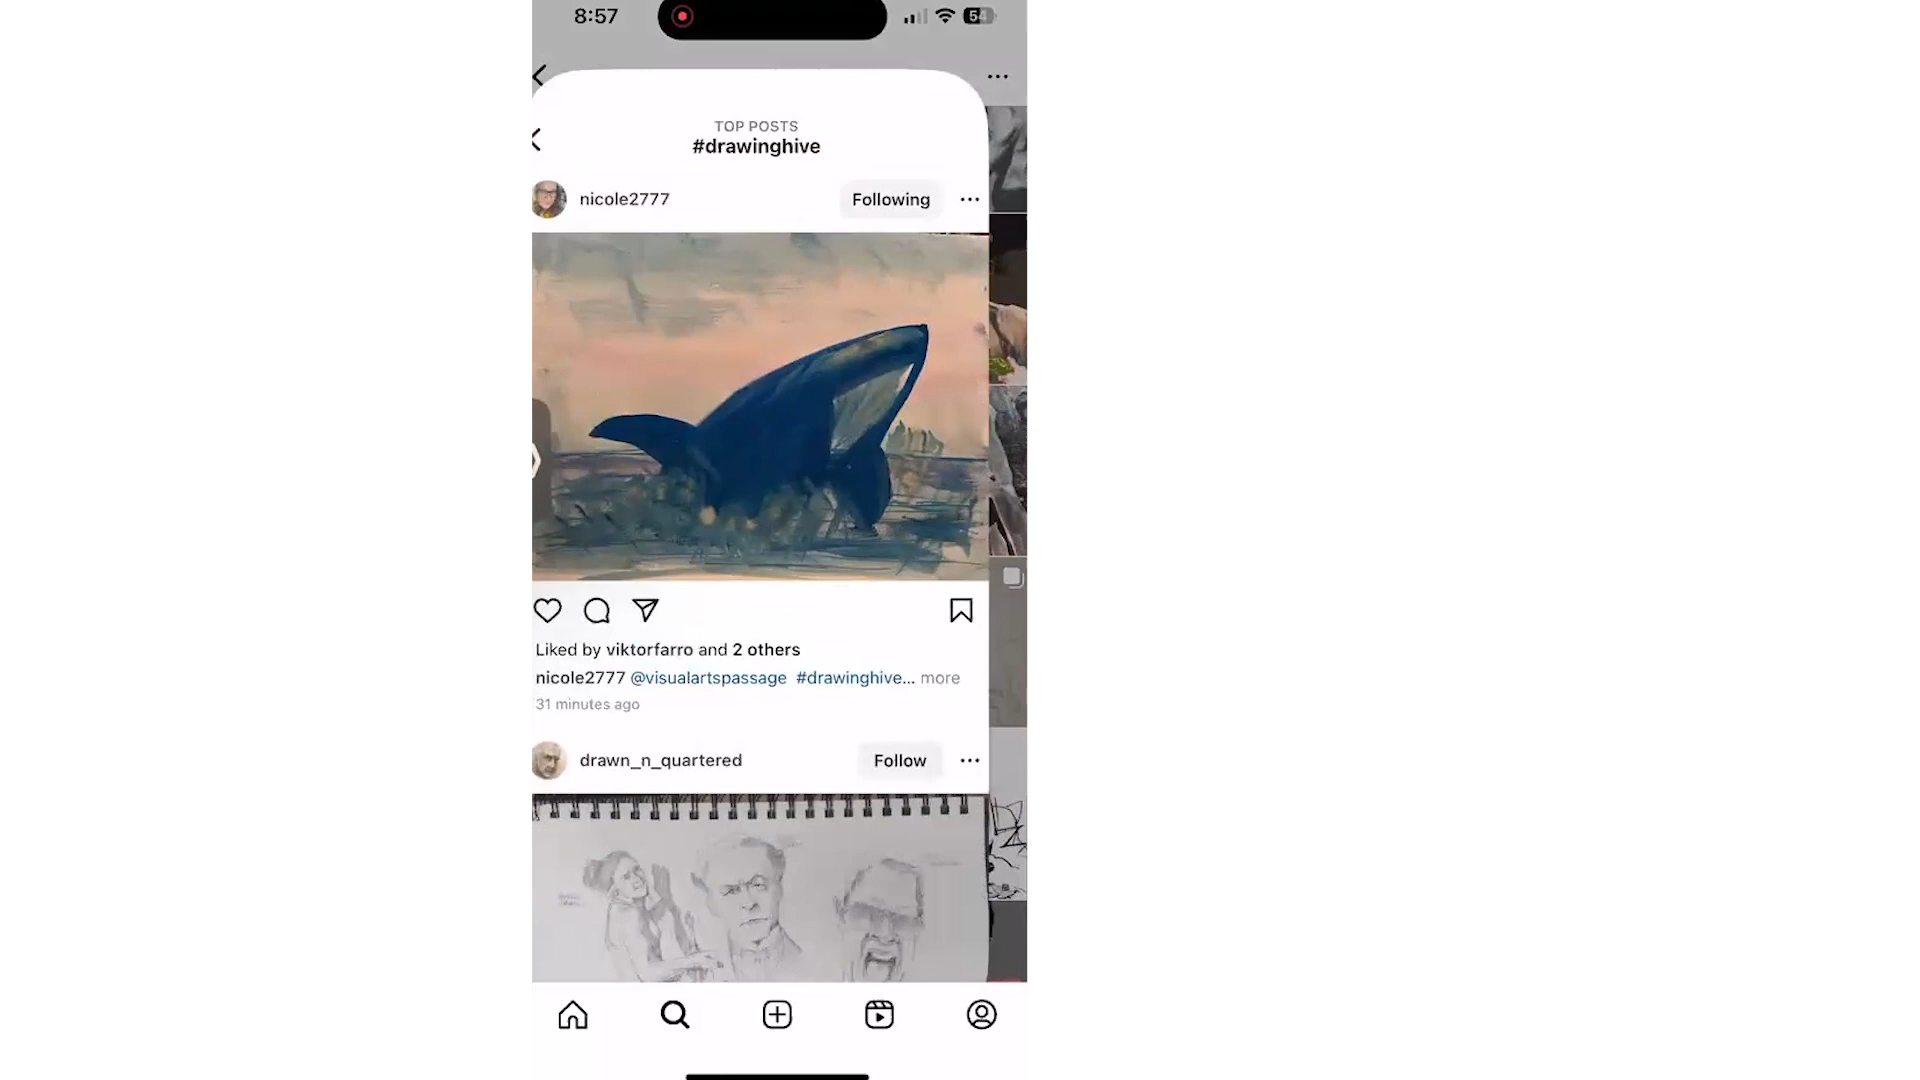 8:57
54
TOP POSTS
#drawinghive
nicole2777
Following
Liked by viktorfarro and 2 others
nicole2777 @visualartspassage #drawinghive... more
31 minutes ago
drawn_n_quartered
Follow